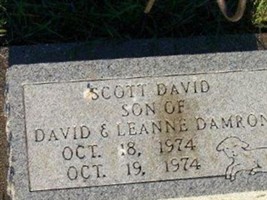 SCOTT DAVID
SON OF
DAVID & LEANNE DAMRON
OCT. 18, 1974
OCT. 19, 1974